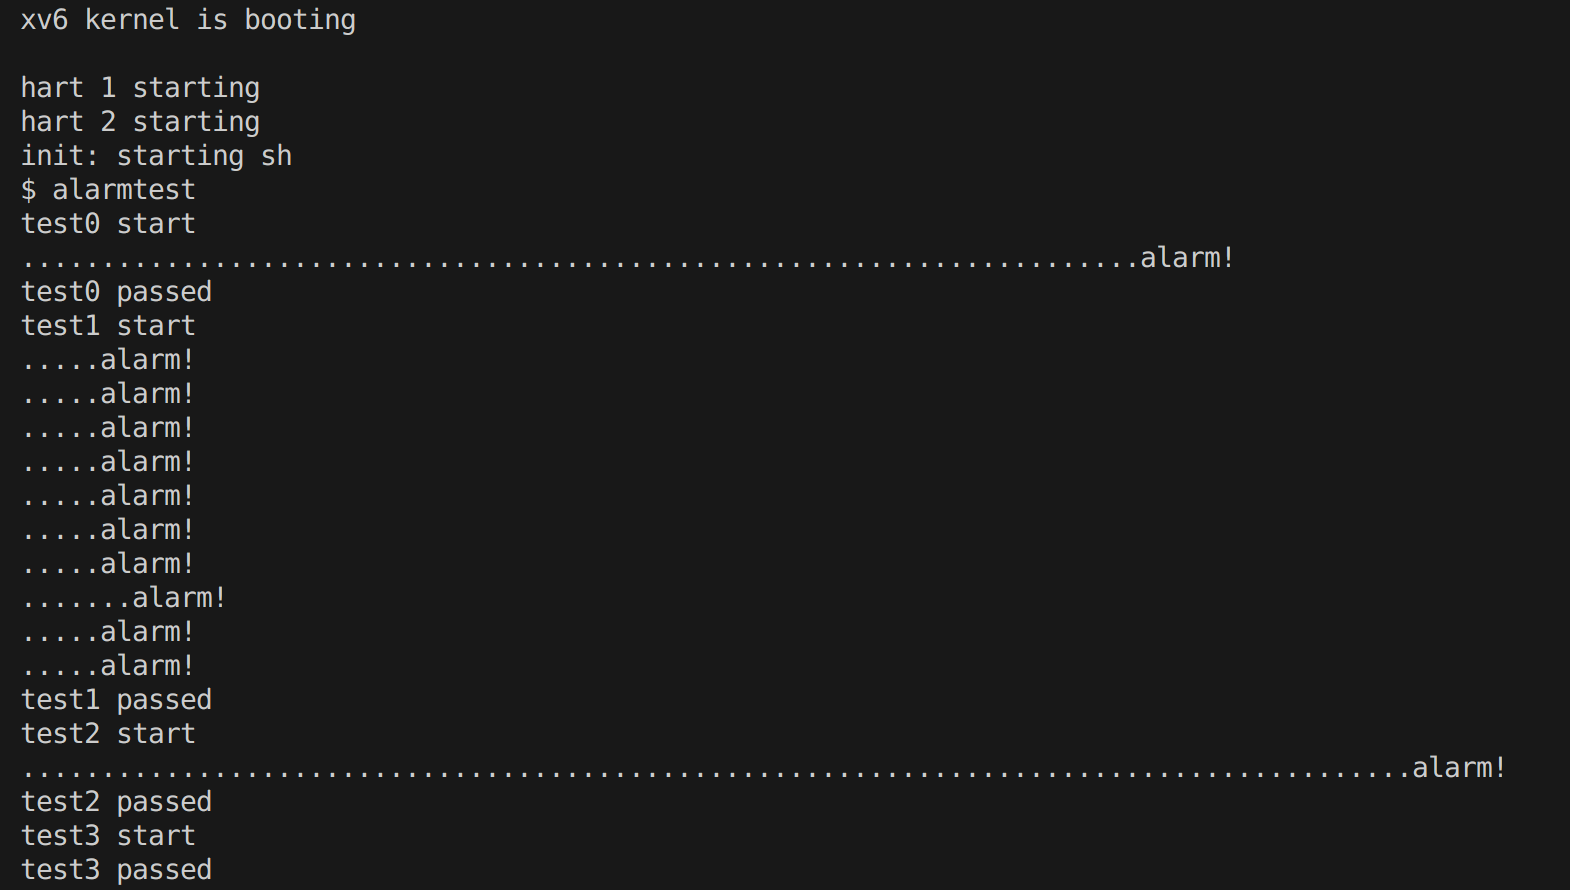 xv6 kernel is booting

hart 1 starting
hart 2 starting
init: starting sh
$ alarmtest
test0 start
......................................................................alarm!
test0 passed
test1 start
.....alarm!
.....alarm!
.....alarm!
.....alarm!
.....alarm!
.....alarm!
.....alarm!
.......alarm!
.....alarm!
.....alarm!
test1 passed
test2 start
.......................................................................................alarm!
test2 passed
test3 start
test3 passed